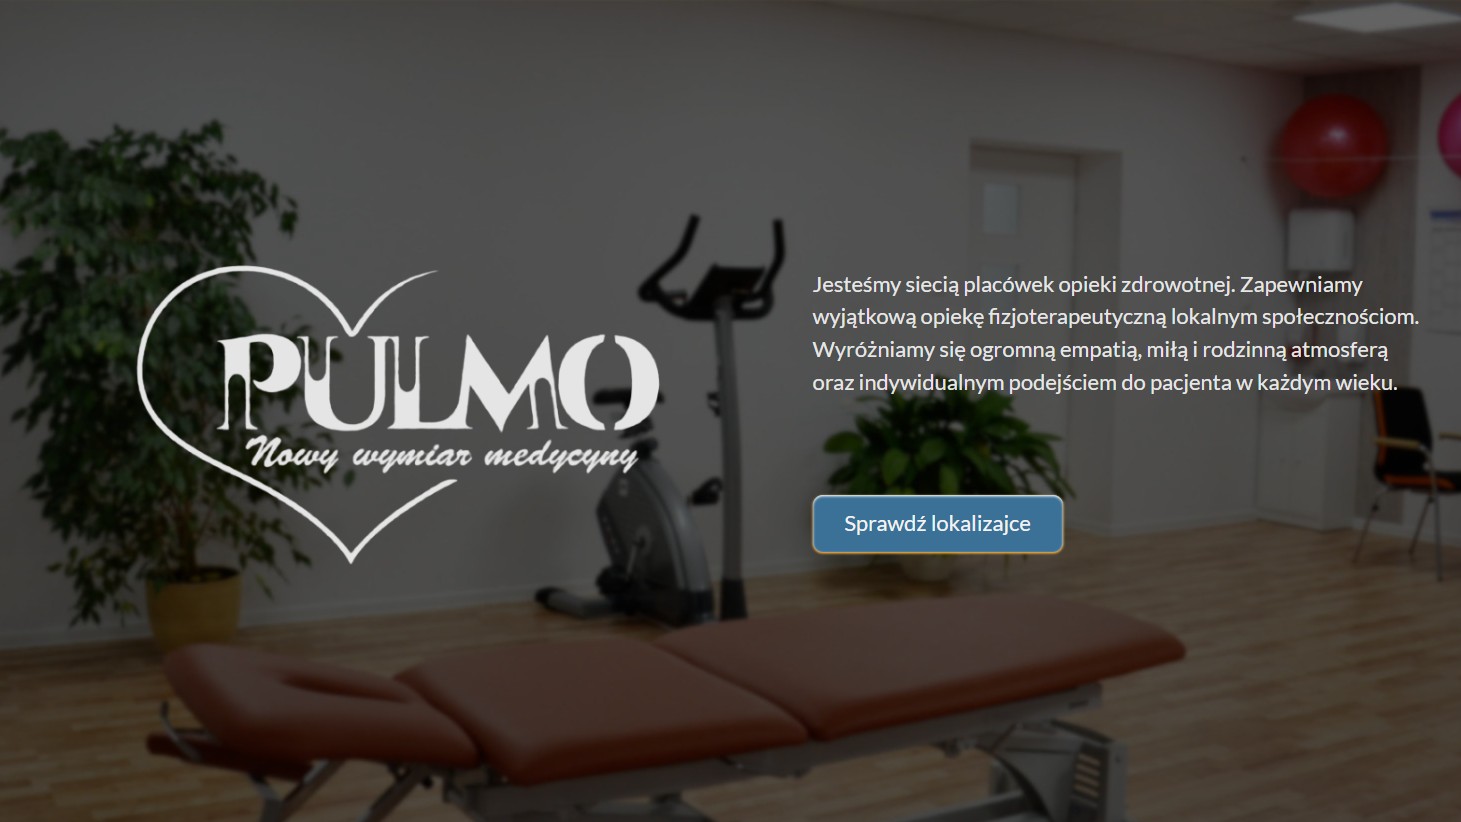 PULMO
Nowy wymiar medycyny
Jesteśmy siecią placówek opieki zdrowotnej. Zapewniamy
wyjątkową opiekę fizjoterapeutyczną lokalnym społecznościom.
Wyróżniamy się ogromną empatią, miłą i rodzinną atmosferą
oraz indywidualnym podejściem do pacjenta w każdym wieku.
Sprawdź lokalizajce